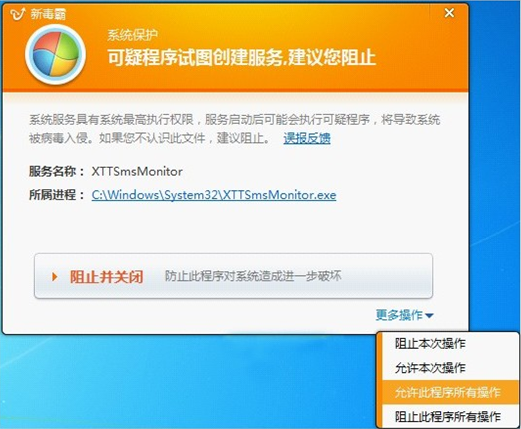 新毒霸
系统保护
可疑程序试图创建服务,建议您阻止
系统服务具有系统最高执行权限，服务启动后可能会执行可疑程序，将导致系统
被病毒入侵。如果您不认识此文件，建议阻止。 误报反馈
服务名称： XTTSmsMonitor
所属进程： C:\Windows\System32\XTTSmsMonitor.exe
阻止并关闭 防止此程序对系统造成进一步破坏
更多操作
阻止本次操作
允许本次操作
允许此程序所有操作
阻止此程序所有操作